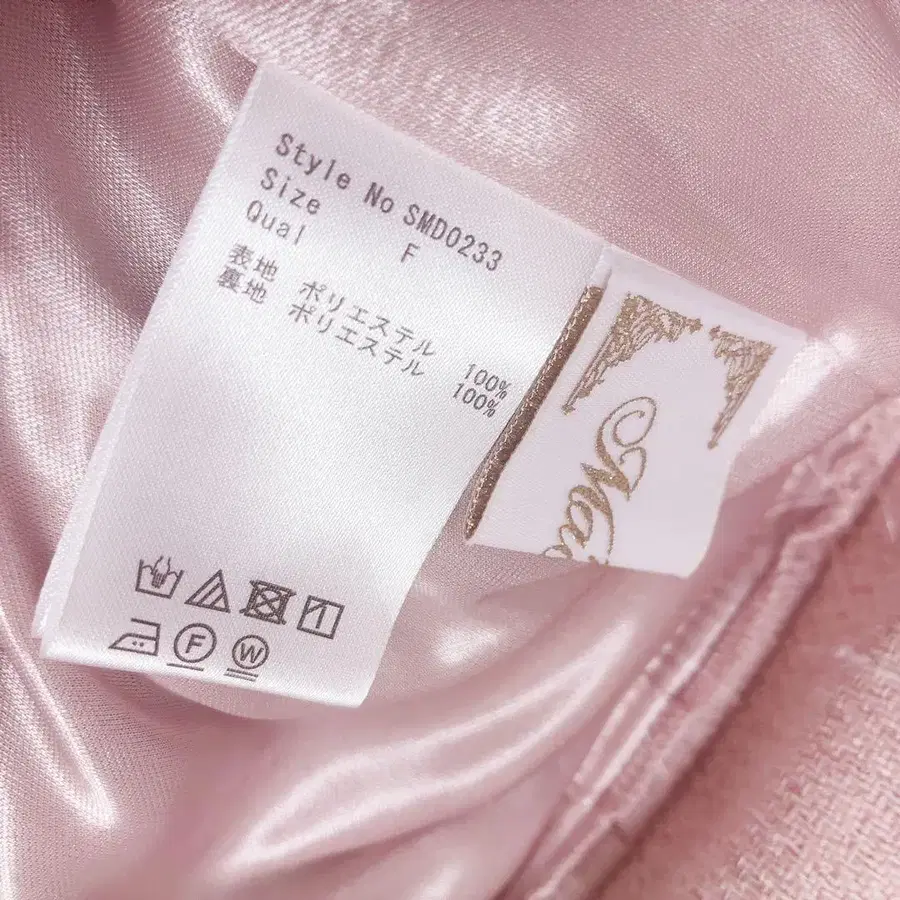 Style No SMD0233
Size F
Qual
表地 ポリエステル 100%
裏地 ポリエステル 100%
F W